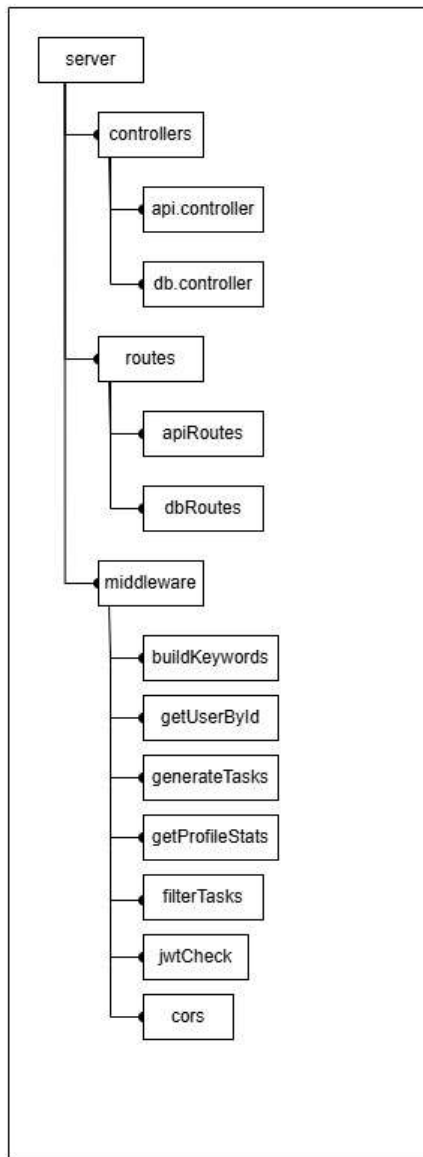 server
controllers
api.controller
db.controller
routes
apiRoutes
dbRoutes
middleware
buildKeywords
getUserById
generateTasks
getProfileStats
filterTasks
jwtCheck
cors